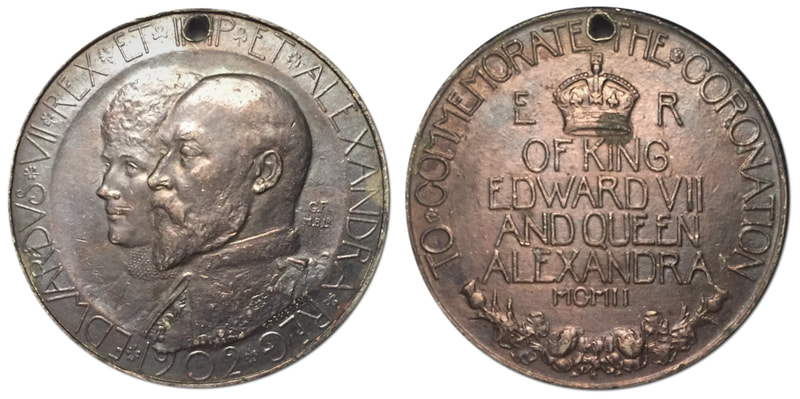 EDWARDVS VII REX ET IMP ET ALEXANDRA REG
1902
TO COMMEMORATE THE CORONATION
E R
OF KING
EDWARD VII
AND QUEEN
ALEXANDRA
MCMII